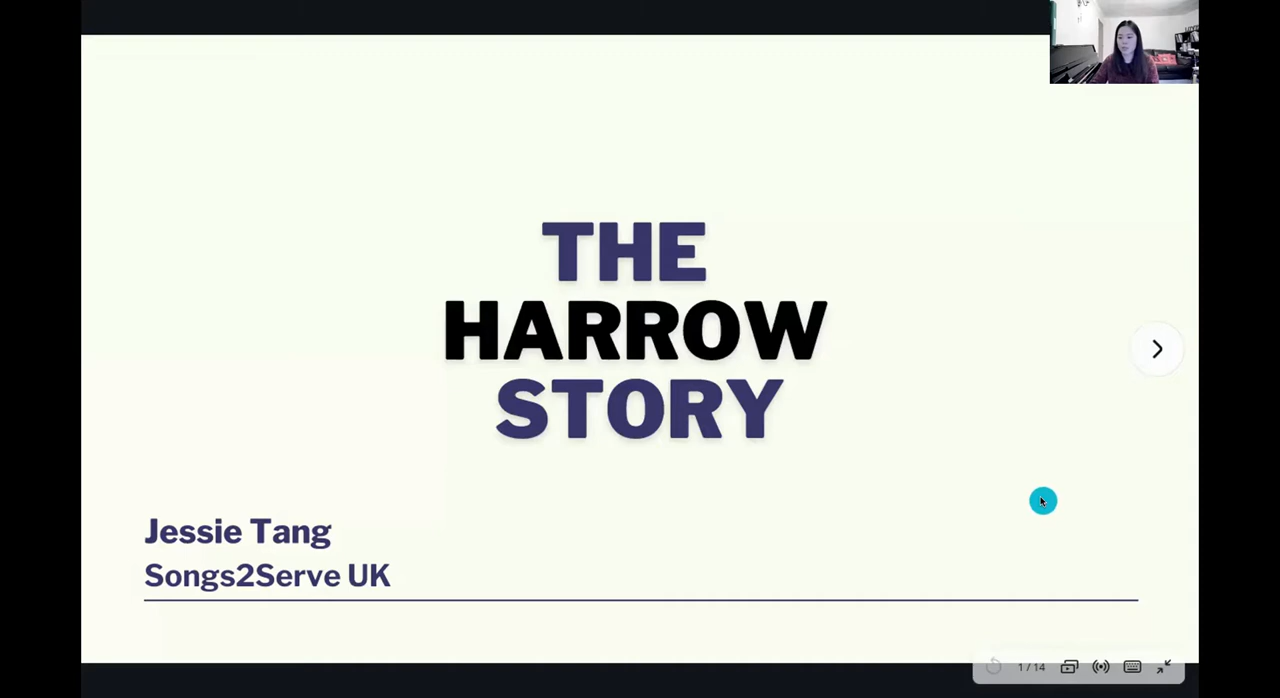 THE
HARROW
STORY
Jessie Tang
Songs2Serve UK
1 / 14